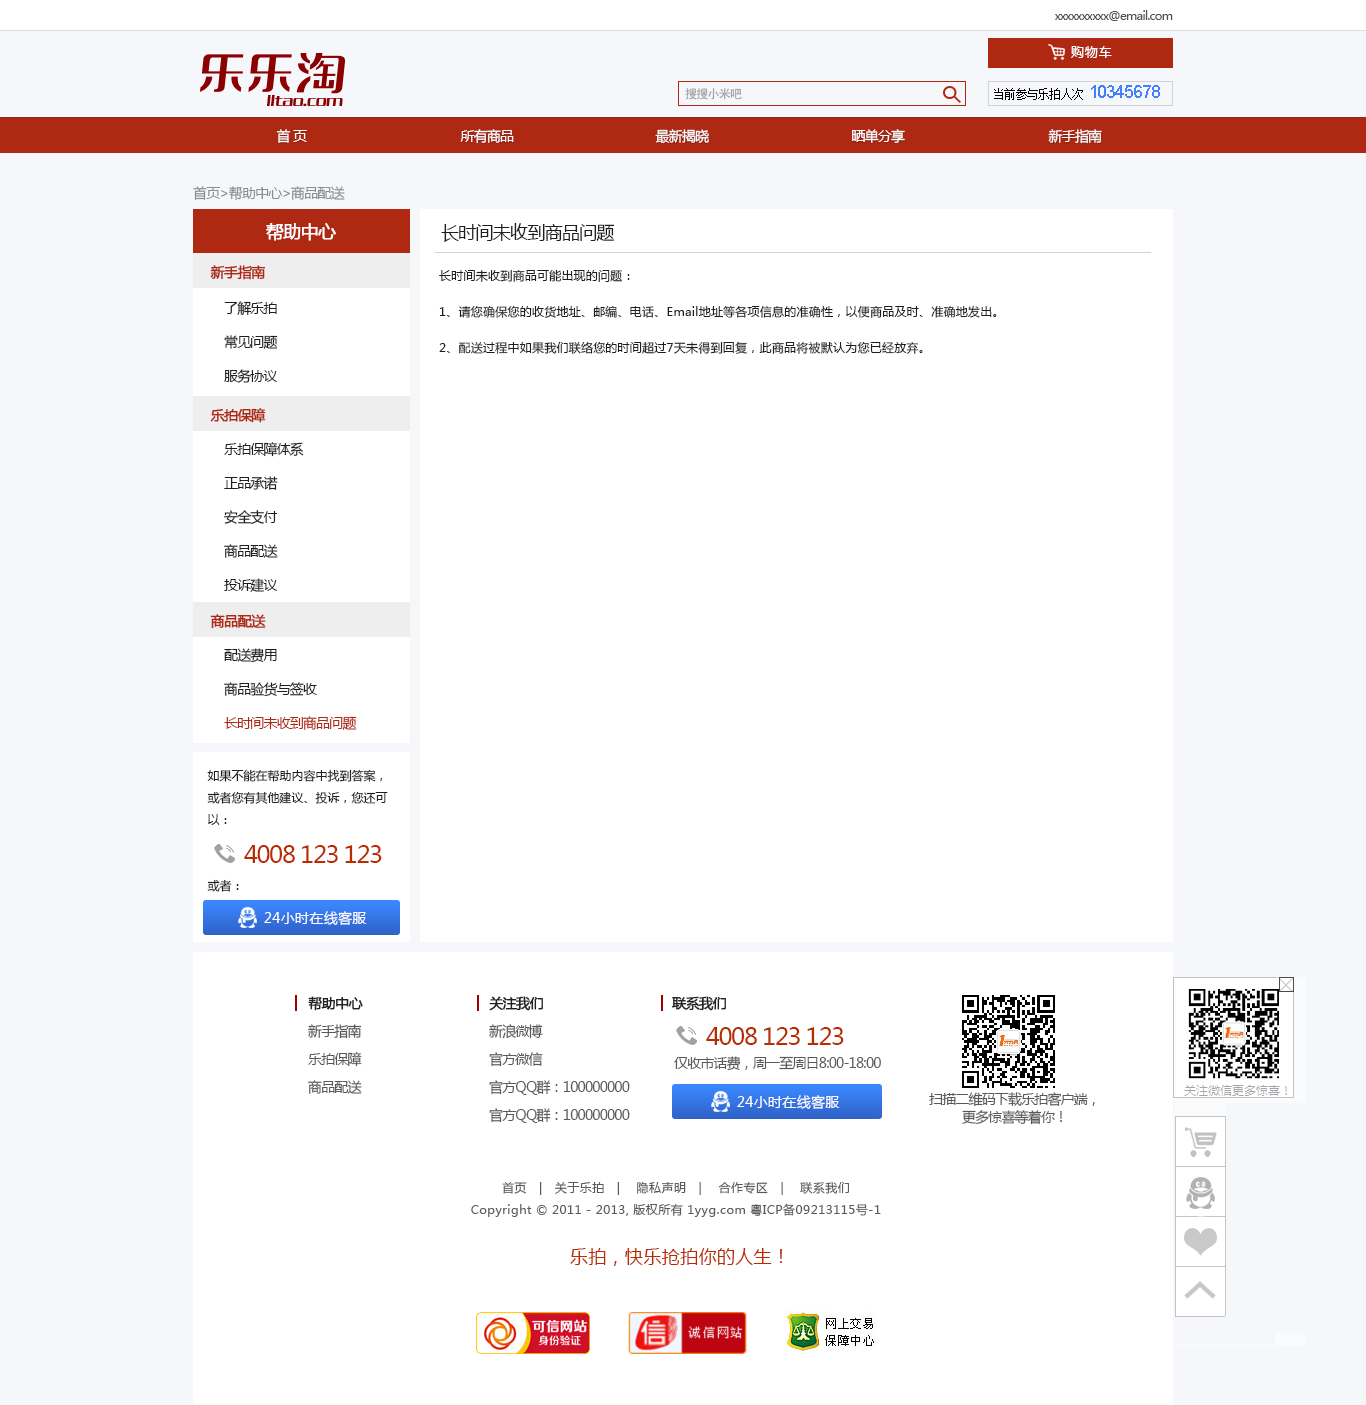 xxxxxxxxxx@email.com
乐乐淘
lltao.com
购物车
搜搜小米吧
当前参与乐拍人次 10345678
首 页 所有商品 最新揭晓 晒单分享 新手指南
首页>帮助中心>商品配送
帮助中心
新手指南
了解乐拍
常见问题
服务协议
乐拍保障
乐拍保障体系
正品承诺
安全支付
商品配送
投诉建议
商品配送
配送费用
商品验货与签收
长时间未收到商品问题
如果不能在帮助内容中找到答案，
或者您有其他建议、投诉，您还可
以：
4008 123 123
或者：
24小时在线客服
长时间未收到商品问题
长时间未收到商品可能出现的问题：
1、请您确保您的收货地址、邮编、电话、Email地址等各项信息的准确性，以便商品及时、准确地发出。
2、配送过程中如果我们联络您的时间超过7天未得到回复，此商品将被默认为您已经放弃。
帮助中心
新手指南
乐拍保障
商品配送
关注我们
新浪微博
官方微信
官方QQ群：100000000
官方QQ群：100000000
联系我们
4008 123 123
仅收市话费，周一至周日8:00-18:00
24小时在线客服
扫描二维码下载乐拍客户端，
更多惊喜等着你！
关注微信更多惊喜！
首页 | 关于乐拍 | 隐私声明 | 合作专区 | 联系我们
Copyright © 2011 - 2013, 版权所有 1yyg.com 粤ICP备09213115号-1
乐拍，快乐抢拍你的人生！
可信网站
身份验证
信
诚信网站
网上交易
保障中心